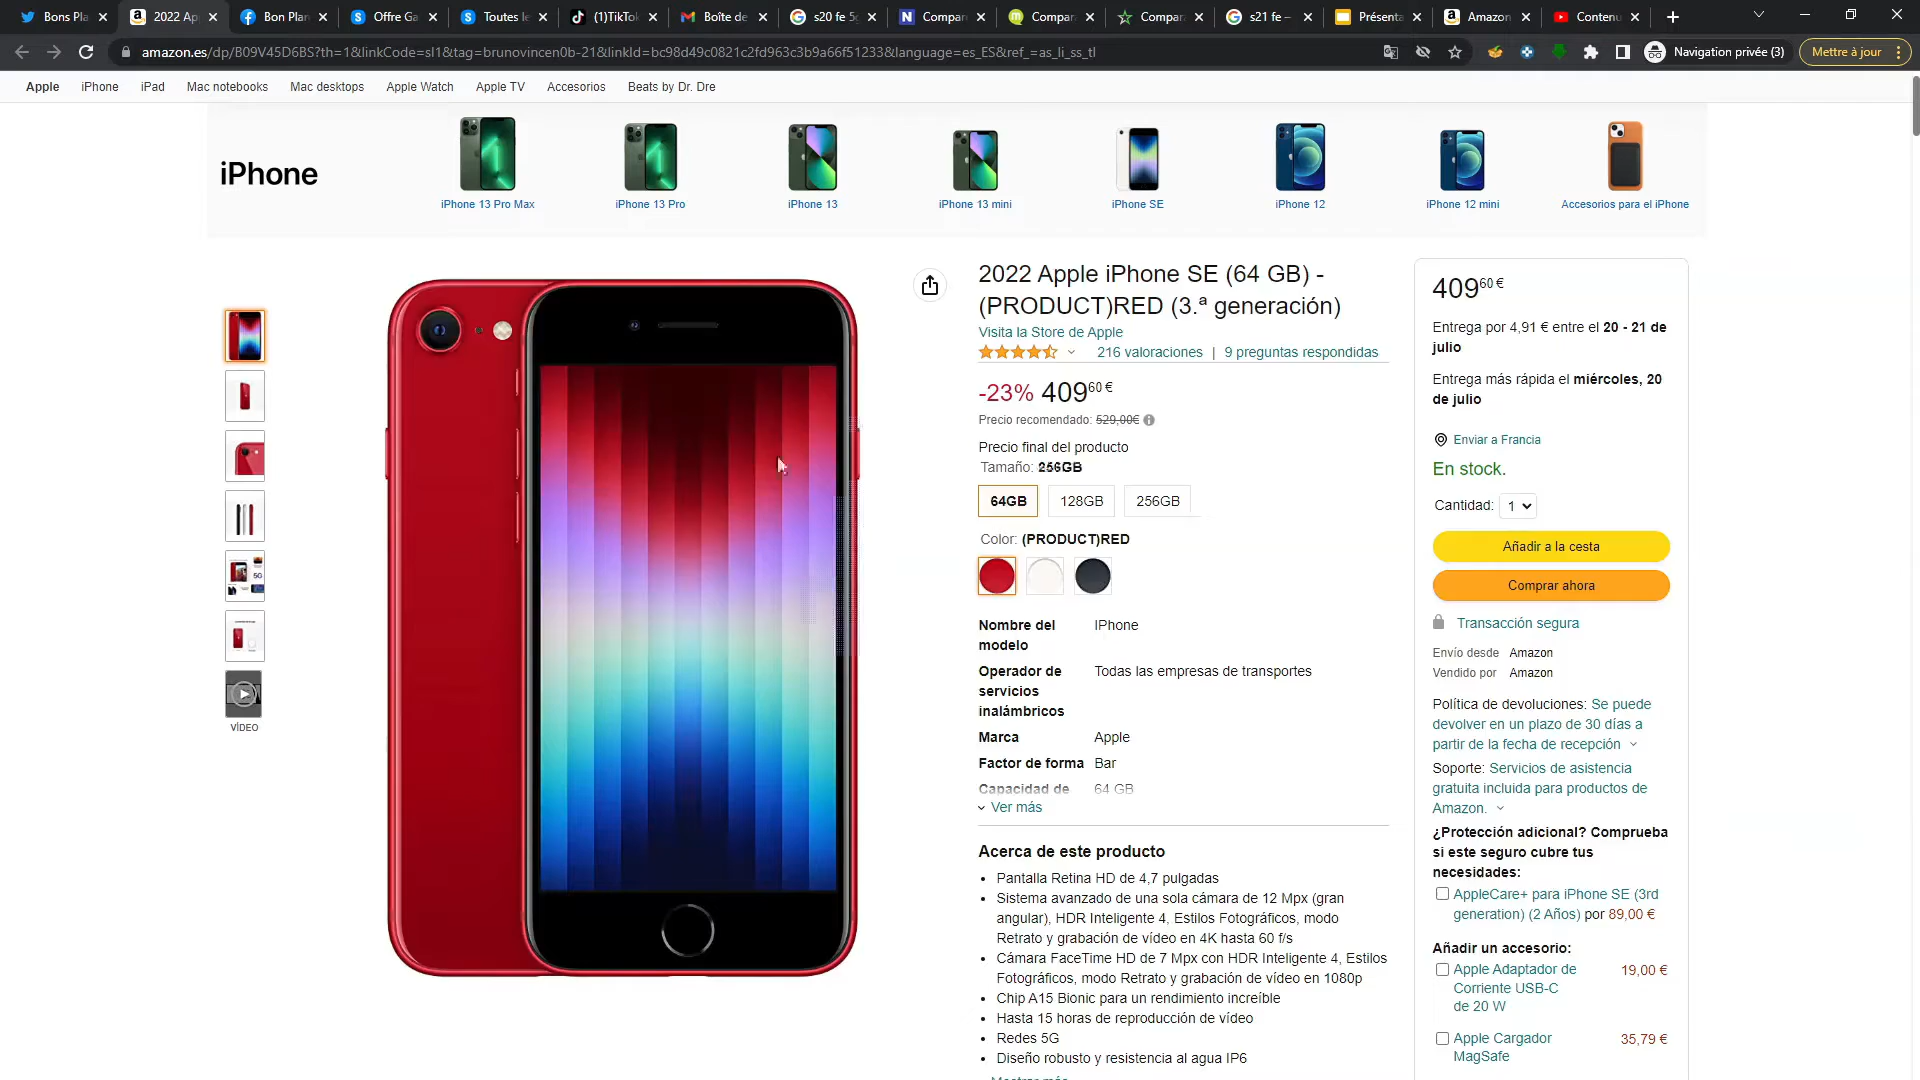 Bons Pla
2022 Ap
Bon Plan
Offre Ga
Toutes le
(1)TikTok
Boîte de
s20 fe 5g
Compar
Compar
Compar
s21 fe –
Présenta
Amazon
Contenu
amazon.es/dp/B09V45D6BS?th=1&linkCode=sl1&tag=brunovincen0b-21&linkId=bc98d49c0821c2fd963c3b9a66f51233&language=es_ES&ref_=as_li_ss_tl
Navigation privée (3)
Mettre à jour
Apple
iPhone
iPad
Mac notebooks
Mac desktops
Apple Watch
Apple TV
Accesorios
Beats by Dr. Dre
iPhone
iPhone 13 Pro Max
iPhone 13 Pro
iPhone 13
iPhone 13 mini
iPhone SE
iPhone 12
iPhone 12 mini
Accesorios para el iPhone
VÍDEO
2022 Apple iPhone SE (64 GB) -
(PRODUCT)RED (3.ª generación)
Visita la Store de Apple
216 valoraciones | 9 preguntas respondidas
-23% 409,60 €
Precio recomendado: 529,00€
Precio final del producto
Tamaño: 256GB
64GB
128GB
256GB
Color: (PRODUCT)RED
Nombre del
modelo
IPhone
Operador de
servicios
inalámbricos
Todas las empresas de transportes
Marca
Apple
Factor de forma
Bar
Capacidad de
64 GB
Ver más
Acerca de este producto
• Pantalla Retina HD de 4,7 pulgadas
• Sistema avanzado de una sola cámara de 12 Mpx (gran
angular), HDR Inteligente 4, Estilos Fotográficos, modo
Retrato y grabación de vídeo en 4K hasta 60 f/s
• Cámara FaceTime HD de 7 Mpx con HDR Inteligente 4, Estilos
Fotográficos, modo Retrato y grabación de vídeo en 1080p
• Chip A15 Bionic para un rendimiento increíble
• Hasta 15 horas de reproducción de vídeo
• Redes 5G
• Diseño robusto y resistencia al agua IP6
Mostrar más
409 60 €
Entrega por 4,91 € entre el 20 - 21 de
julio
Entrega más rápida el miércoles, 20
de julio
Enviar a Francia
En stock.
Cantidad: 1
Añadir a la cesta
Comprar ahora
Transacción segura
Envío desde Amazon
Vendido por Amazon
Política de devoluciones: Se puede
devolver en un plazo de 30 días a
partir de la fecha de recepción
Soporte: Servicios de asistencia
gratuita incluida para productos de
Amazon.
¿Protección adicional? Comprueba
si este seguro cubre tus
necesidades:
AppleCare+ para iPhone SE (3rd
generation) (2 Años) por 89,00 €
Añadir un accesorio:
Apple Adaptador de
Corriente USB-C
de 20 W
19,00 €
Apple Cargador
MagSafe
35,79 €